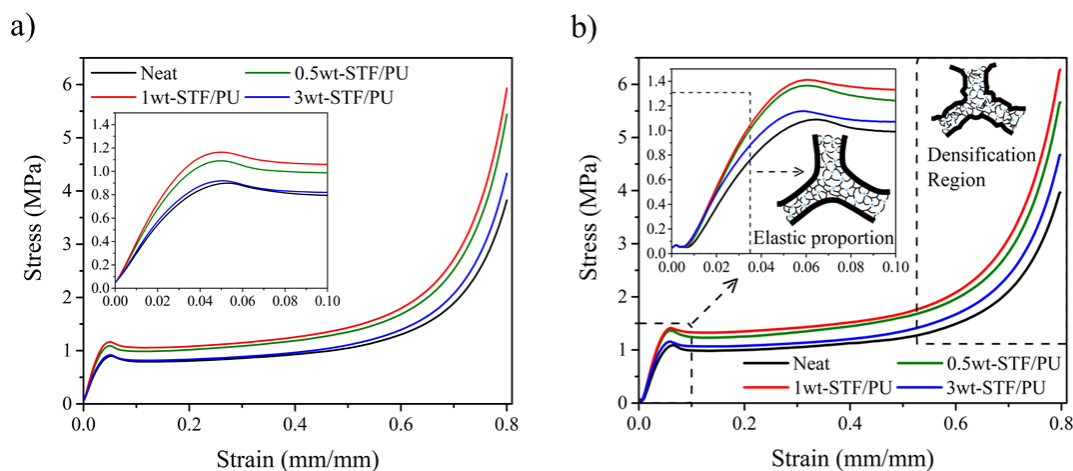 a)
Neat
0.5wt-STF/PU
1wt-STF/PU
3wt-STF/PU
Stress (MPa)
6
5
4
3
2
1
0
1.4
1.2
1.0
0.8
0.6
0.4
0.2
0.0
0.00 0.02 0.04 0.06 0.08 0.10
0.0 0.2 0.4 0.6 0.8
Strain (mm/mm)
b)
Stress (MPa)
6
5
4
3
2
1
0
1.4
1.2
1.0
0.8
0.6
0.4
0.2
0.0
0.00 0.02 0.04 0.06 0.08 0.10
Elastic proportion
Densification
Region
Neat
0.5wt-STF/PU
1wt-STF/PU
3wt-STF/PU
0.0 0.2 0.4 0.6 0.8
Strain (mm/mm)